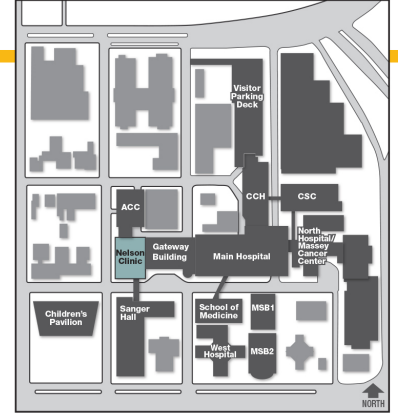 Visitor
Parking
Deck
ACC
CCH
CSC
Nelson
Clinic
Gateway
Building
Main Hospital
North
Hospital/
Massey
Cancer
Center
Children's
Pavilion
Sanger
Hall
School of
Medicine
MSB1
West
Hospital
MSB2
NORTH